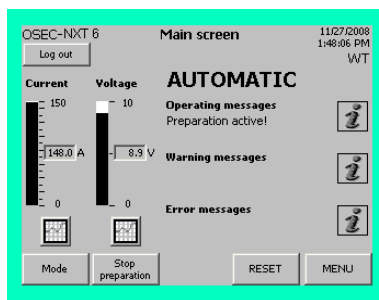 OSEC-NXT 6
Main screen
11/27/2008
1:48:06 PM
Log out
WT
Current
Voltage
AUTOMATIC
150
10
Operating messages
Preparation active!
148.0 A
8.9 V
Warning messages
0
0
Error messages
Mode
Stop
preparation
RESET
MENU